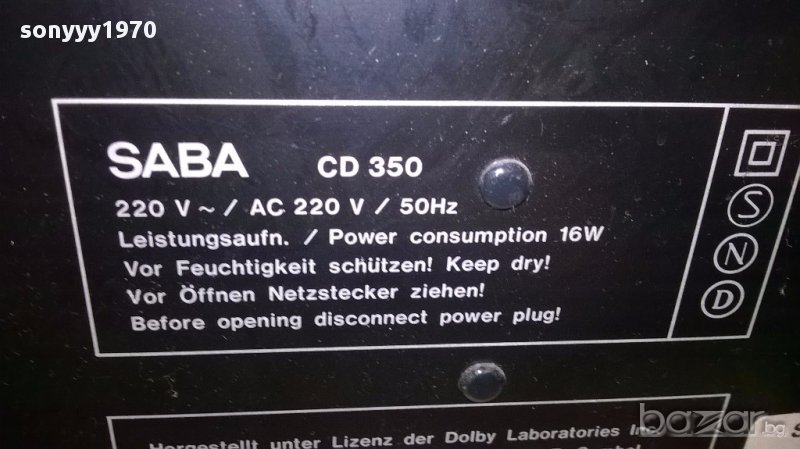 sonyyy1970
SABA CD 350
220 V ~ / AC 220 V / 50Hz
Leistungsaufn. / Power consumption 16W
Vor Feuchtigkeit schützen! Keep dry!
Vor Öffnen Netzstecker ziehen!
Before opening disconnect power plug!
S
N
D
Hergestellt unter Lizenz der Dolby Laboratories Inc.
bazar.bg